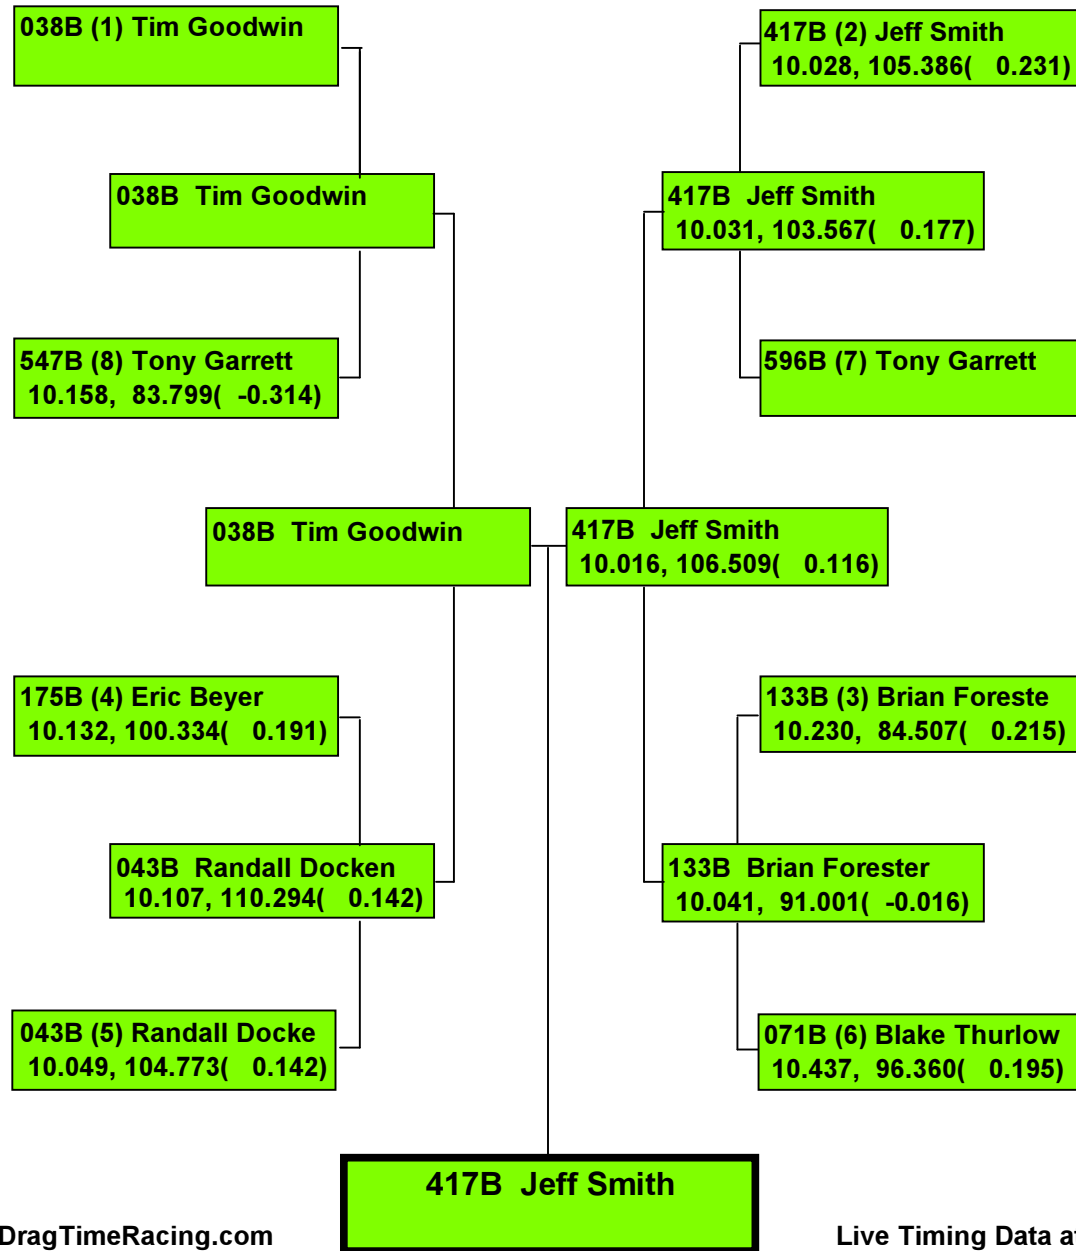 038B (1) Tim Goodwin
417B (2) Jeff Smith
10.028, 105.386( 0.231)
038B Tim Goodwin
417B Jeff Smith
10.031, 103.567( 0.177)
547B (8) Tony Garrett
10.158, 83.799( -0.314)
596B (7) Tony Garrett
038B Tim Goodwin
417B Jeff Smith
10.016, 106.509( 0.116)
175B (4) Eric Beyer
10.132, 100.334( 0.191)
133B (3) Brian Foreste
10.230, 84.507( 0.215)
043B Randall Docken
10.107, 110.294( 0.142)
133B Brian Forester
10.041, 91.001( -0.016)
043B (5) Randall Docke
10.049, 104.773( 0.142)
071B (6) Blake Thurlow
10.437, 96.360( 0.195)
417B Jeff Smith
DragTimeRacing.com
Live Timing Data at